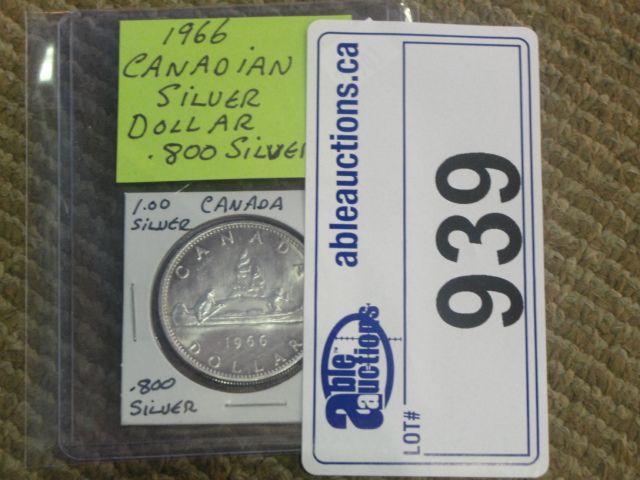 1966
CANADIAN
SILVER
DOLLAR
.800 SILVER
1.00 CANADA
SILVER
CANADA
1966
DOLLAR
.800
SILVER
ableauctions.ca
939
able auctions
LOT#